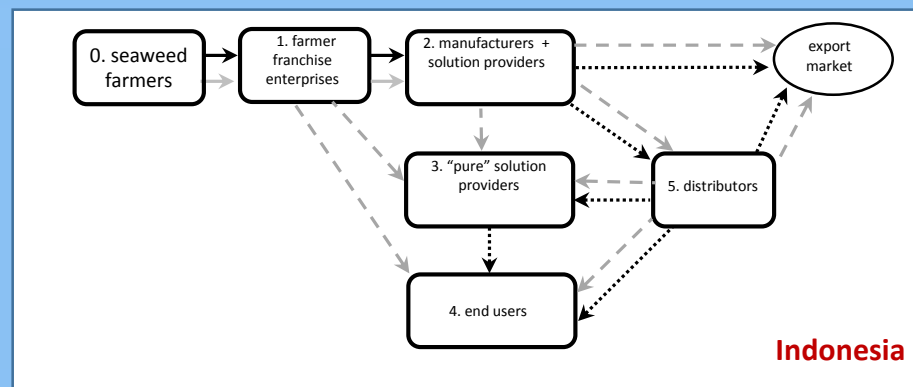 0. seaweed
farmers
1. farmer
franchise
enterprises
2. manufacturers +
solution providers
export
market
3. “pure” solution
providers
5. distributors
4. end users
Indonesia